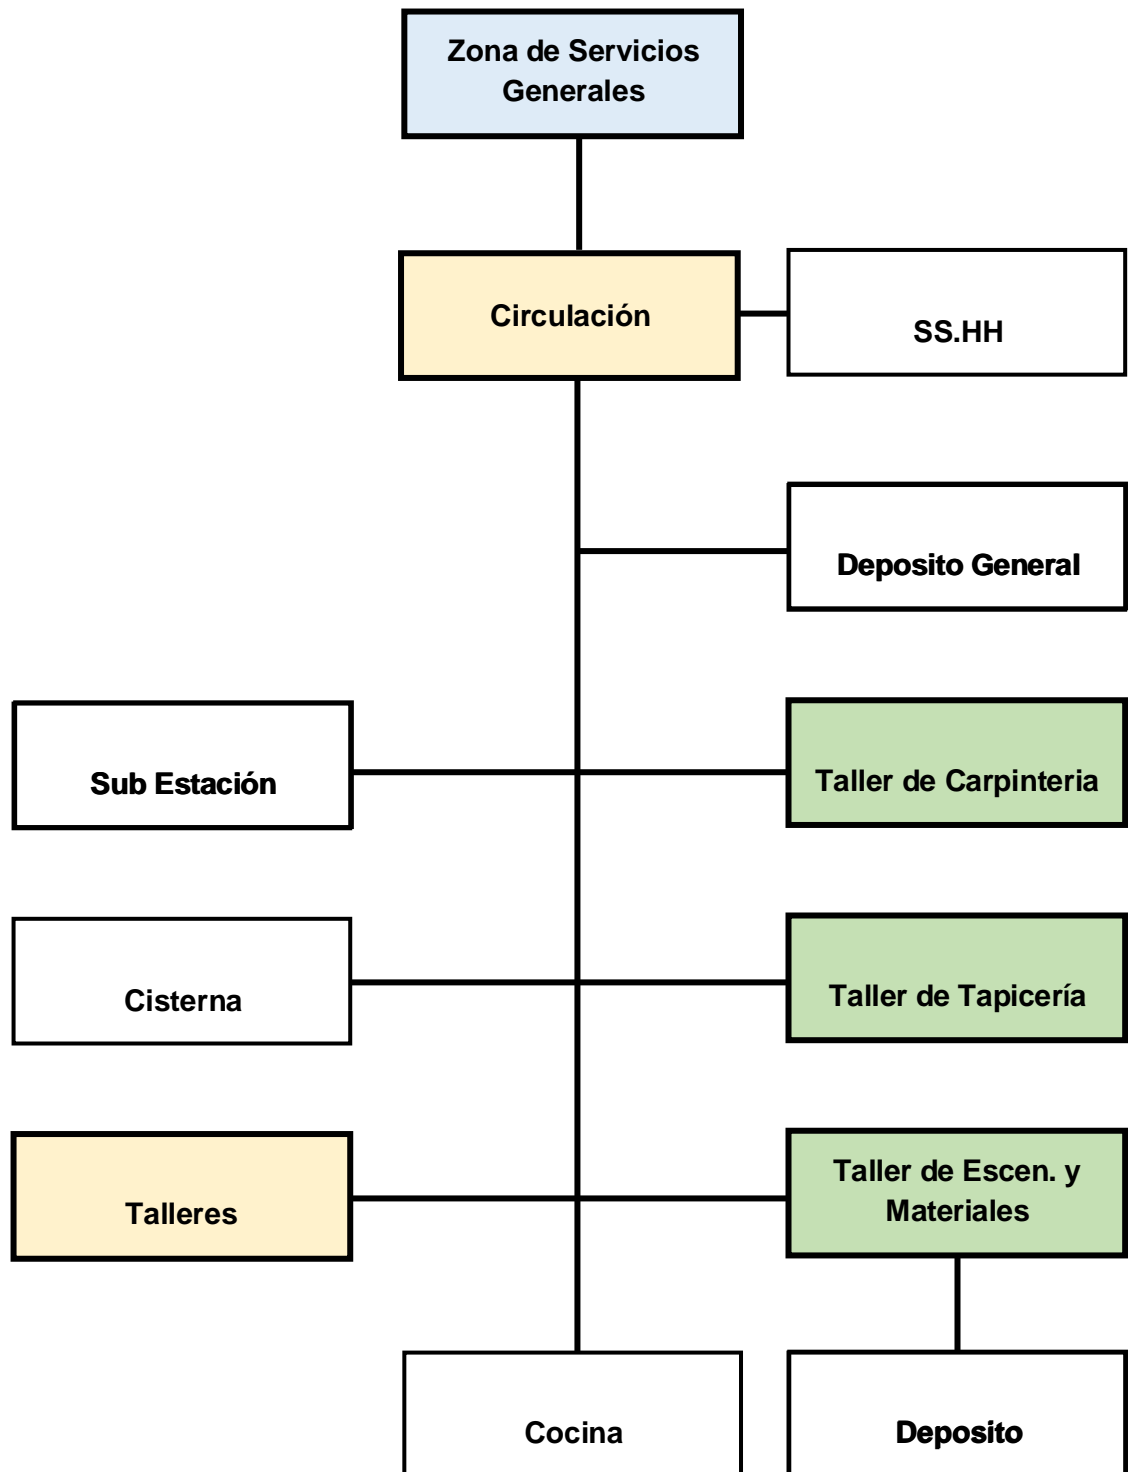 Zona de Servicios
Generales
Circulación
SS.HH
Deposito General
Sub Estación
Taller de Carpinteria
Cisterna
Taller de Tapicería
Talleres
Taller de Escen. y
Materiales
Cocina
Deposito